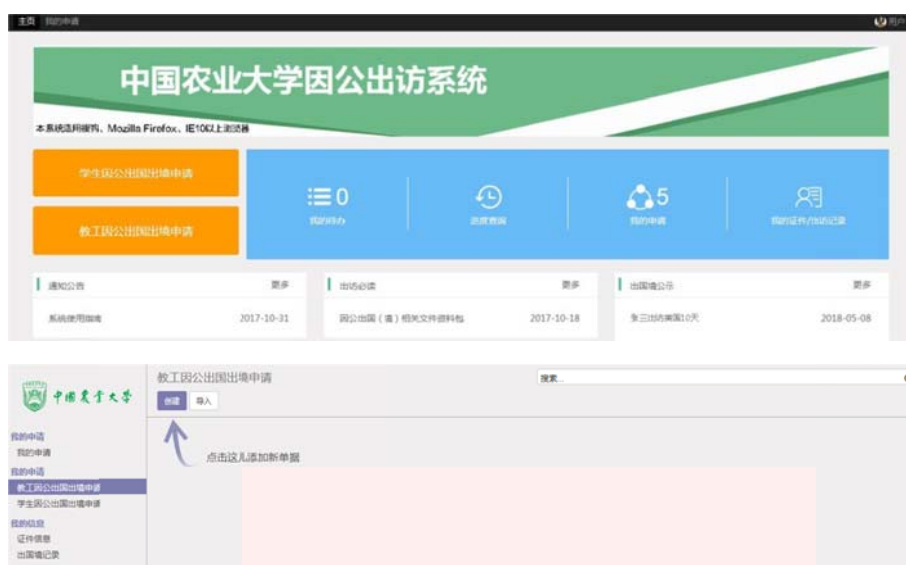 主页 我的申请 用户
中国农业大学因公出访系统
本系统适用搜狗、Mozilla Firefox、IE10以上浏览器
学生因公出国出境申请
教工因公出国出境申请
0
我的待办
进度查询
5
我的申请
我的证件/出访记录
通知公告 更多
系统使用指南 2017-10-31
出访必读 更多
因公出国（境）相关文件资料包 2017-10-18
出国境公示 更多
张三出访美国10天 2018-05-08
中国农业大学
教工因公出国出境申请
搜索...
创建 导入
点击这儿添加新单据
我的申请
我的申请
我的申请
教工因公出国出境申请
学生因公出国出境申请
我的信息
证件信息
出国境记录